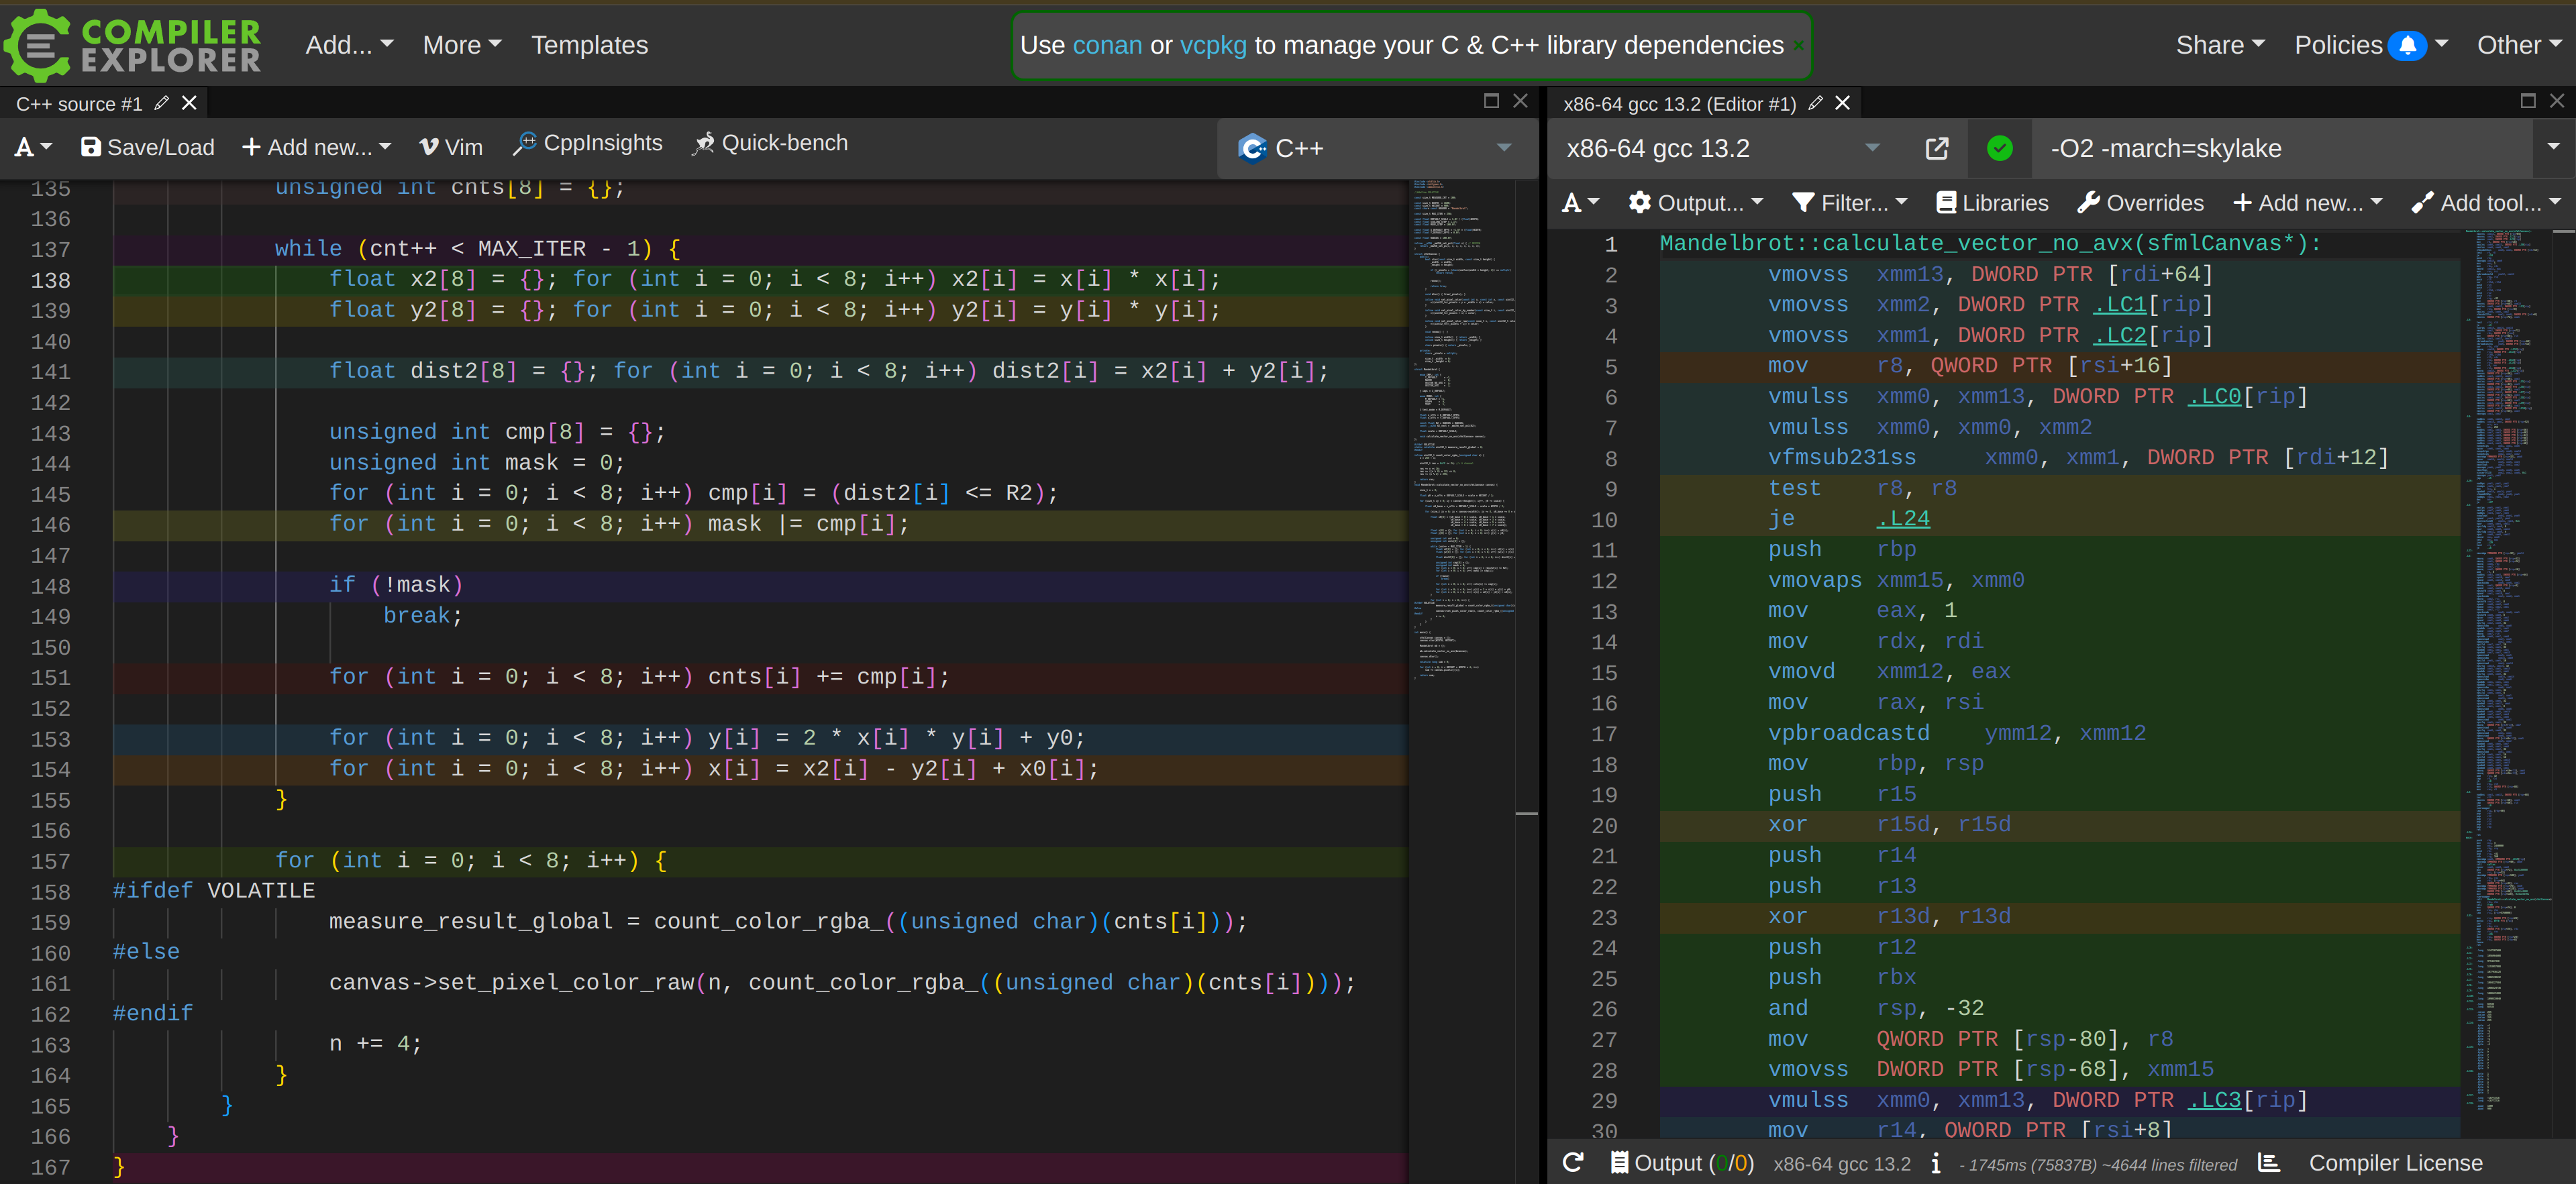 COMPILER EXPLORER Add... More Templates Use conan or vcpkg to manage your C & C++ library dependencies × Share Policies Other
C++ source #1
A Save/Load + Add new... Vim CppInsights Quick-bench C++
135 unsigned int cnts[8] = {};
136
137 while (cnt++ < MAX_ITER - 1) {
138 float x2[8] = {}; for (int i = 0; i < 8; i++) x2[i] = x[i] * x[i];
139 float y2[8] = {}; for (int i = 0; i < 8; i++) y2[i] = y[i] * y[i];
140
141 float dist2[8] = {}; for (int i = 0; i < 8; i++) dist2[i] = x2[i] + y2[i];
142
143 unsigned int cmp[8] = {};
144 unsigned int mask = 0;
145 for (int i = 0; i < 8; i++) cmp[i] = (dist2[i] <= R2);
146 for (int i = 0; i < 8; i++) mask |= cmp[i];
147
148 if (!mask)
149 break;
150
151 for (int i = 0; i < 8; i++) cnts[i] += cmp[i];
152
153 for (int i = 0; i < 8; i++) y[i] = 2 * x[i] * y[i] + y0;
154 for (int i = 0; i < 8; i++) x[i] = x2[i] - y2[i] + x0[i];
155 }
156
157 for (int i = 0; i < 8; i++) {
158 #ifdef VOLATILE
159 measure_result_global = count_color_rgba_((unsigned char)(cnts[i]));
160 #else
161 canvas->set_pixel_color_raw(n, count_color_rgba_((unsigned char)(cnts[i])));
162 #endif
163 n += 4;
164 }
165 }
166 }
167 }
x86-64 gcc 13.2 (Editor #1)
x86-64 gcc 13.2 -O2 -march=skylake
A Output... Filter... Libraries Overrides + Add new... Add tool...
1 Mandelbrot::calculate_vector_no_avx(sfmlCanvas*):
2 vmovss xmm13, DWORD PTR [rdi+64]
3 vmovss xmm2, DWORD PTR .LC1[rip]
4 vmovss xmm1, DWORD PTR .LC2[rip]
5 mov r8, QWORD PTR [rsi+16]
6 vmulss xmm0, xmm13, DWORD PTR .LC0[rip]
7 vmulss xmm0, xmm0, xmm2
8 vfmsub231ss xmm0, xmm1, DWORD PTR [rdi+12]
9 test r8, r8
10 je .L24
11 push rbp
12 vmovaps xmm15, xmm0
13 mov eax, 1
14 mov rdx, rdi
15 vmovd xmm12, eax
16 mov rax, rsi
17 vpbroadcastd ymm12, xmm12
18 mov rbp, rsp
19 push r15
20 xor r15d, r15d
21 push r14
22 push r13
23 xor r13d, r13d
24 push r12
25 push rbx
26 and rsp, -32
27 mov QWORD PTR [rsp-80], r8
28 vmovss DWORD PTR [rsp-68], xmm15
29 vmulss xmm0, xmm13, DWORD PTR .LC3[rip]
30 mov r14, QWORD PTR [rsi+8]
Output (0/0) x86-64 gcc 13.2 i - 1745ms (75837B) ~4644 lines filtered Compiler License